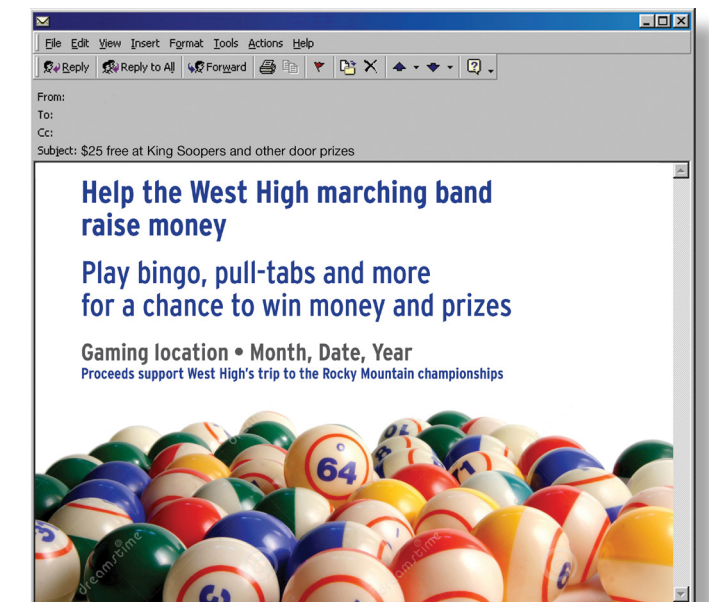 File Edit View Insert Format Tools Actions Help
Reply Reply to All Forward
From:
To:
Cc:
Subject: $25 free at King Soopers and other door prizes
Help the West High marching band
raise money
Play bingo, pull-tabs and more
for a chance to win money and prizes
Gaming location • Month, Date, Year
Proceeds support West High's trip to the Rocky Mountain championships
70
64
71
6
3
dreamstime
dreamstime